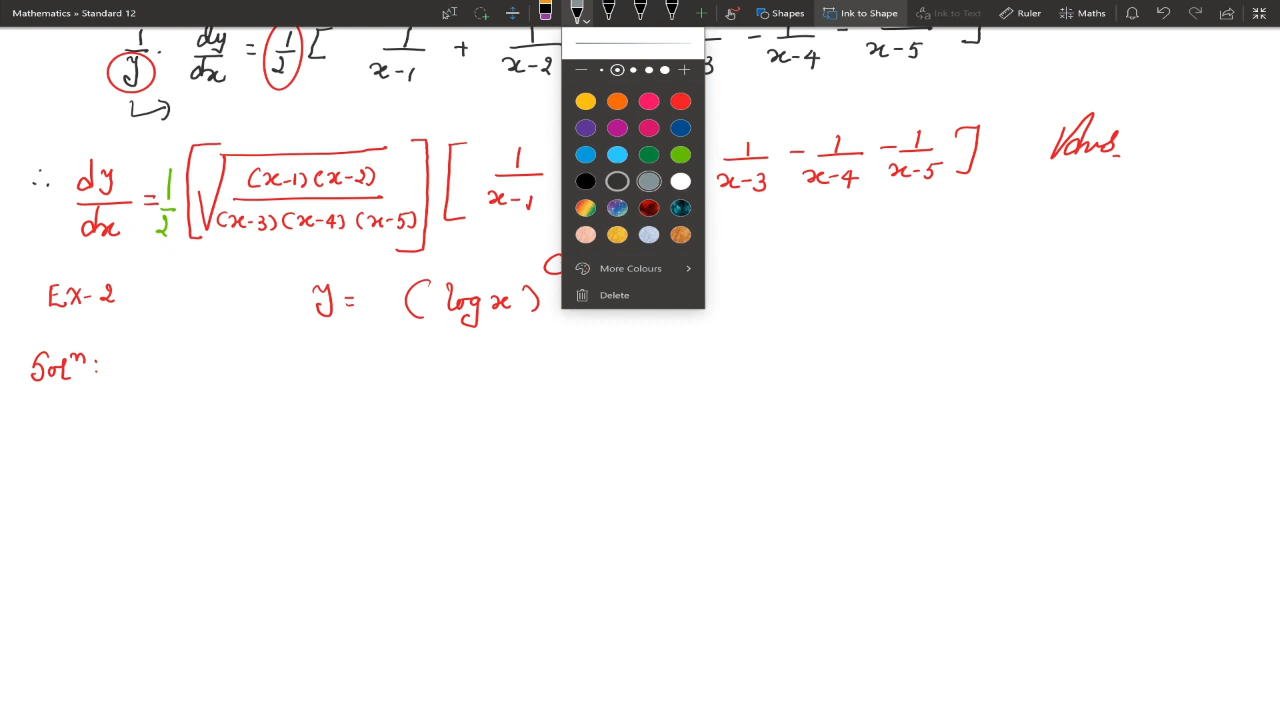 Mathematics » Standard 12
Shapes Ink to Shape Ink to Text Ruler Maths
1/y · dy/dx = 1/2 [ 1/x-1 + 1/x-2 3 - 1/x-4 - x-5 ]
∴ dy/dx = 1/2 [√(x-1)(x-2)/(x-3)(x-4)(x-5)] [ 1/x-1 1/x-3 - 1/x-4 - 1/x-5 ] Ans.
EX-2 y = (log x)
Solⁿ:
More Colours
Delete